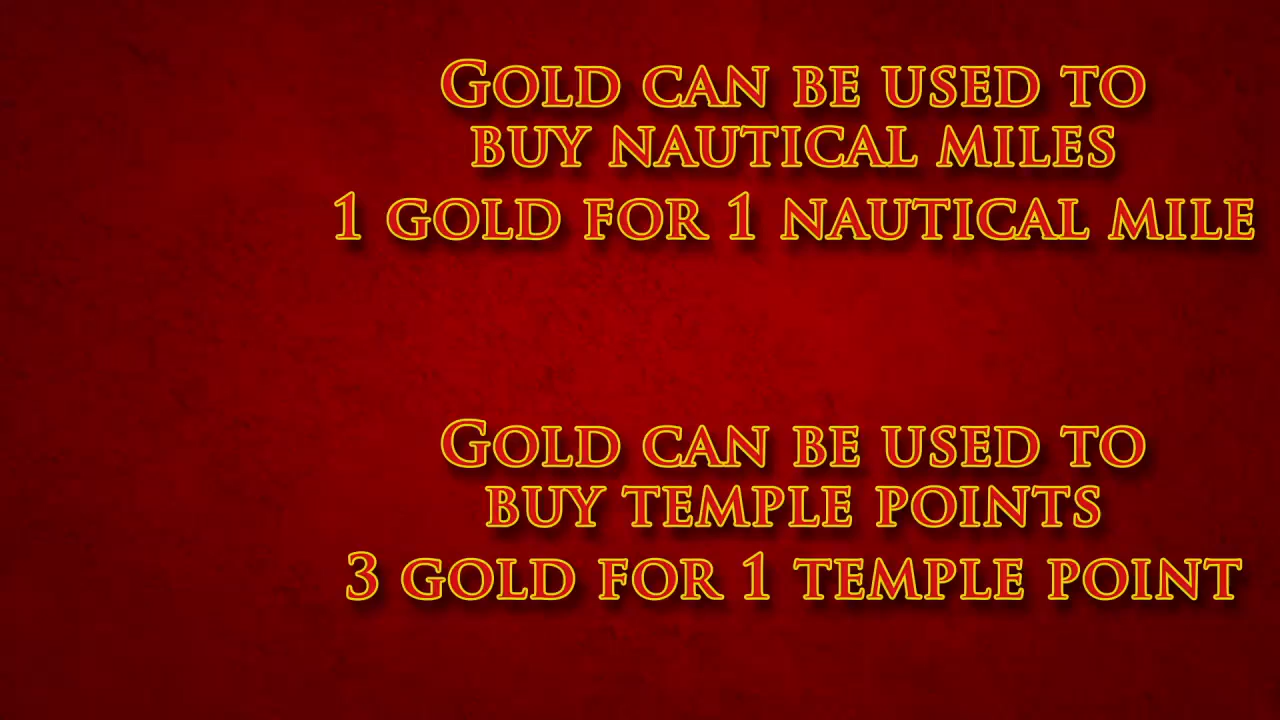 Gold can be used to
buy nautical miles
1 gold for 1 nautical mile
Gold can be used to
buy temple points
3 gold for 1 temple point